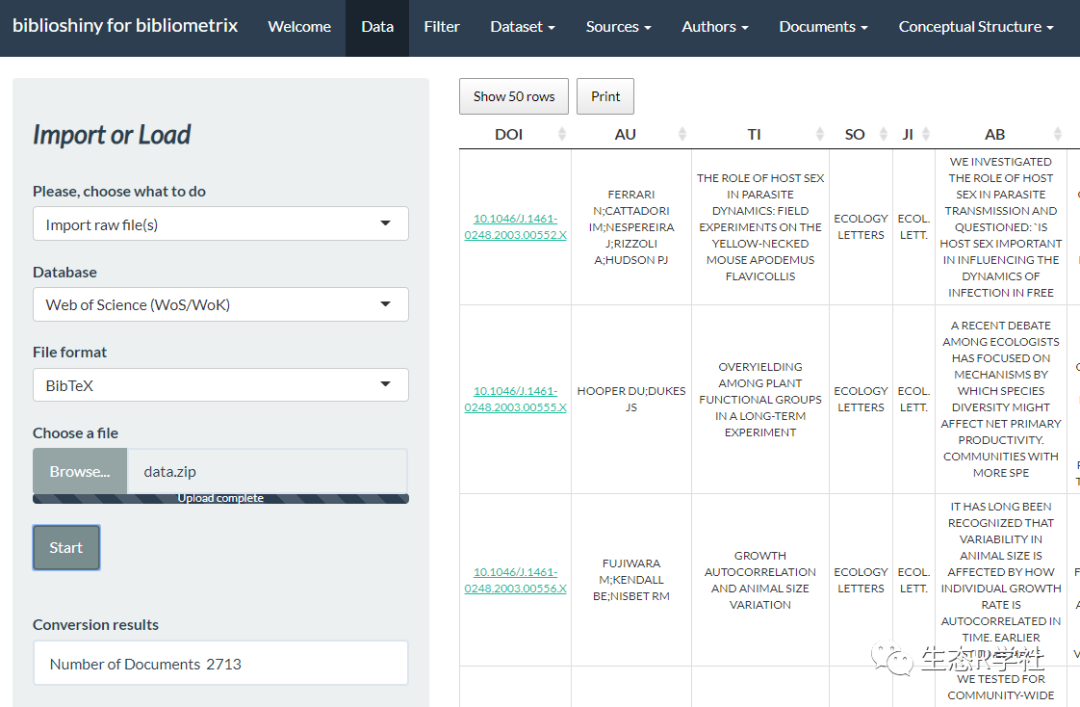 biblioshiny for bibliometrix Welcome Data Filter Dataset Sources Authors Documents Conceptual Structure
Import or Load
Please, choose what to do
Import raw file(s)
Database
Web of Science (WoS/WoK)
File format
BibTeX
Choose a file
Browse... data.zip
Upload complete
Start
Conversion results
Number of Documents 2713
Show 50 rows Print
DOI AU TI SO JI AB
10.1046/J.1461-
0248.2003.00552.X
FERRARI
N;CATTADORI
IM;NESPEREIRA
J;RIZZOLI
A;HUDSON PJ
THE ROLE OF HOST SEX
IN PARASITE
DYNAMICS: FIELD
EXPERIMENTS ON THE
YELLOW-NECKED
MOUSE APODEMUS
FLAVICOLLIS
ECOLOGY
LETTERS
ECOL.
LETT.
WE INVESTIGATED
THE ROLE OF HOST
SEX IN PARASITE
TRANSMISSION AND
QUESTIONED: `IS
HOST SEX IMPORTANT
IN INFLUENCING THE
DYNAMICS OF
INFECTION IN FREE
10.1046/J.1461-
0248.2003.00555.X
HOOPER DU;DUKES
JS
OVERYIELDING
AMONG PLANT
FUNCTIONAL GROUPS
IN A LONG-TERM
EXPERIMENT
ECOLOGY
LETTERS
ECOL.
LETT.
A RECENT DEBATE
AMONG ECOLOGISTS
HAS FOCUSED ON
MECHANISMS BY
WHICH SPECIES
DIVERSITY MIGHT
AFFECT NET PRIMARY
PRODUCTIVITY.
COMMUNITIES WITH
MORE SPE
10.1046/J.1461-
0248.2003.00556.X
FUJIWARA
M;KENDALL
BE;NISBET RM
GROWTH
AUTOCORRELATION
AND ANIMAL SIZE
VARIATION
ECOLOGY
LETTERS
ECOL.
LETT.
IT HAS LONG BEEN
RECOGNIZED THAT
VARIABILITY IN
ANIMAL SIZE IS
AFFECTED BY HOW
INDIVIDUAL GROWTH
RATE IS
AUTOCORRELATED IN
TIME. EARLIER
WE TESTED FOR
COMMUNITY-WIDE
生态R学社